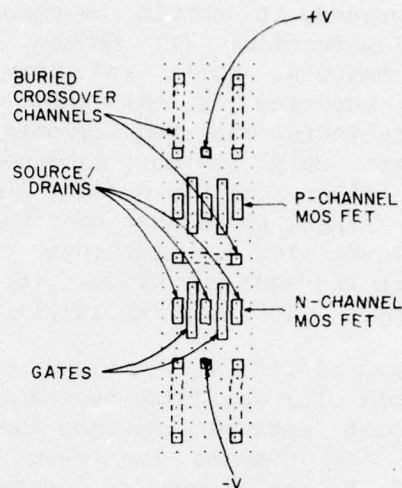 +V
BURIED
CROSSOVER
CHANNELS
SOURCE/
DRAINS
P-CHANNEL
MOS FET
N-CHANNEL
MOS FET
GATES
-V